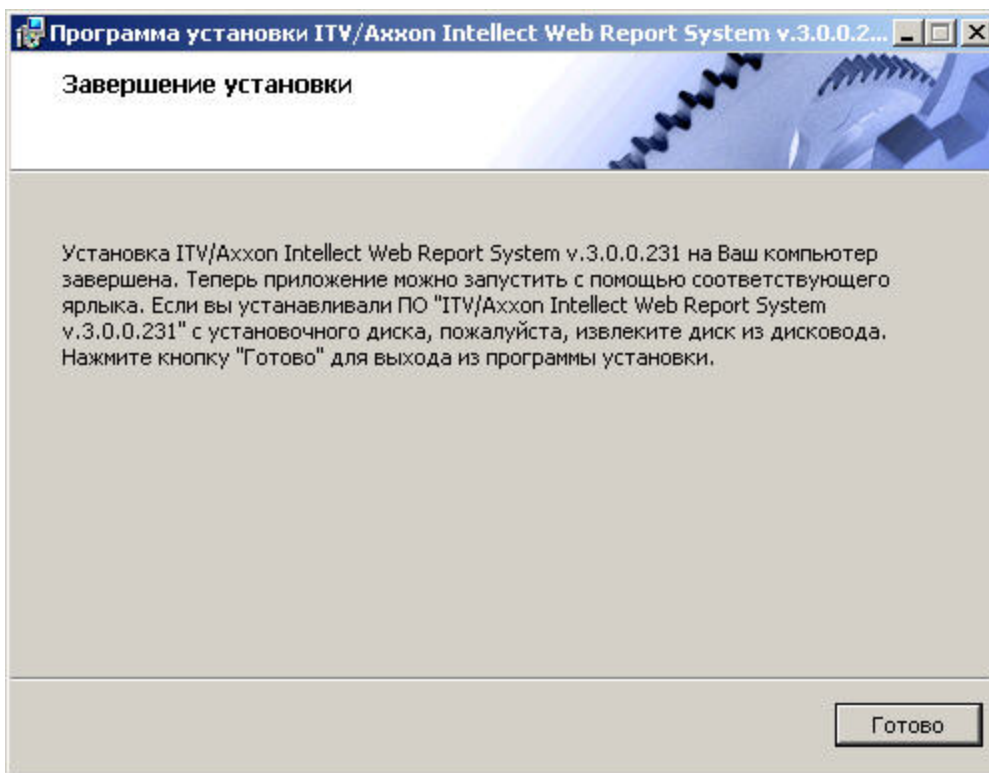 Программа установки ITV/Axxon Intellect Web Report System v.3.0.0.2...
Завершение установки
Установка ITV/Axxon Intellect Web Report System v.3.0.0.231 на Ваш компьютер
завершена. Теперь приложение можно запустить с помощью соответствующего
ярлыка. Если вы устанавливали ПО "ITV/Axxon Intellect Web Report System
v.3.0.0.231" с установочного диска, пожалуйста, извлеките диск из дисковода.
Нажмите кнопку "Готово" для выхода из программы установки.
Готово